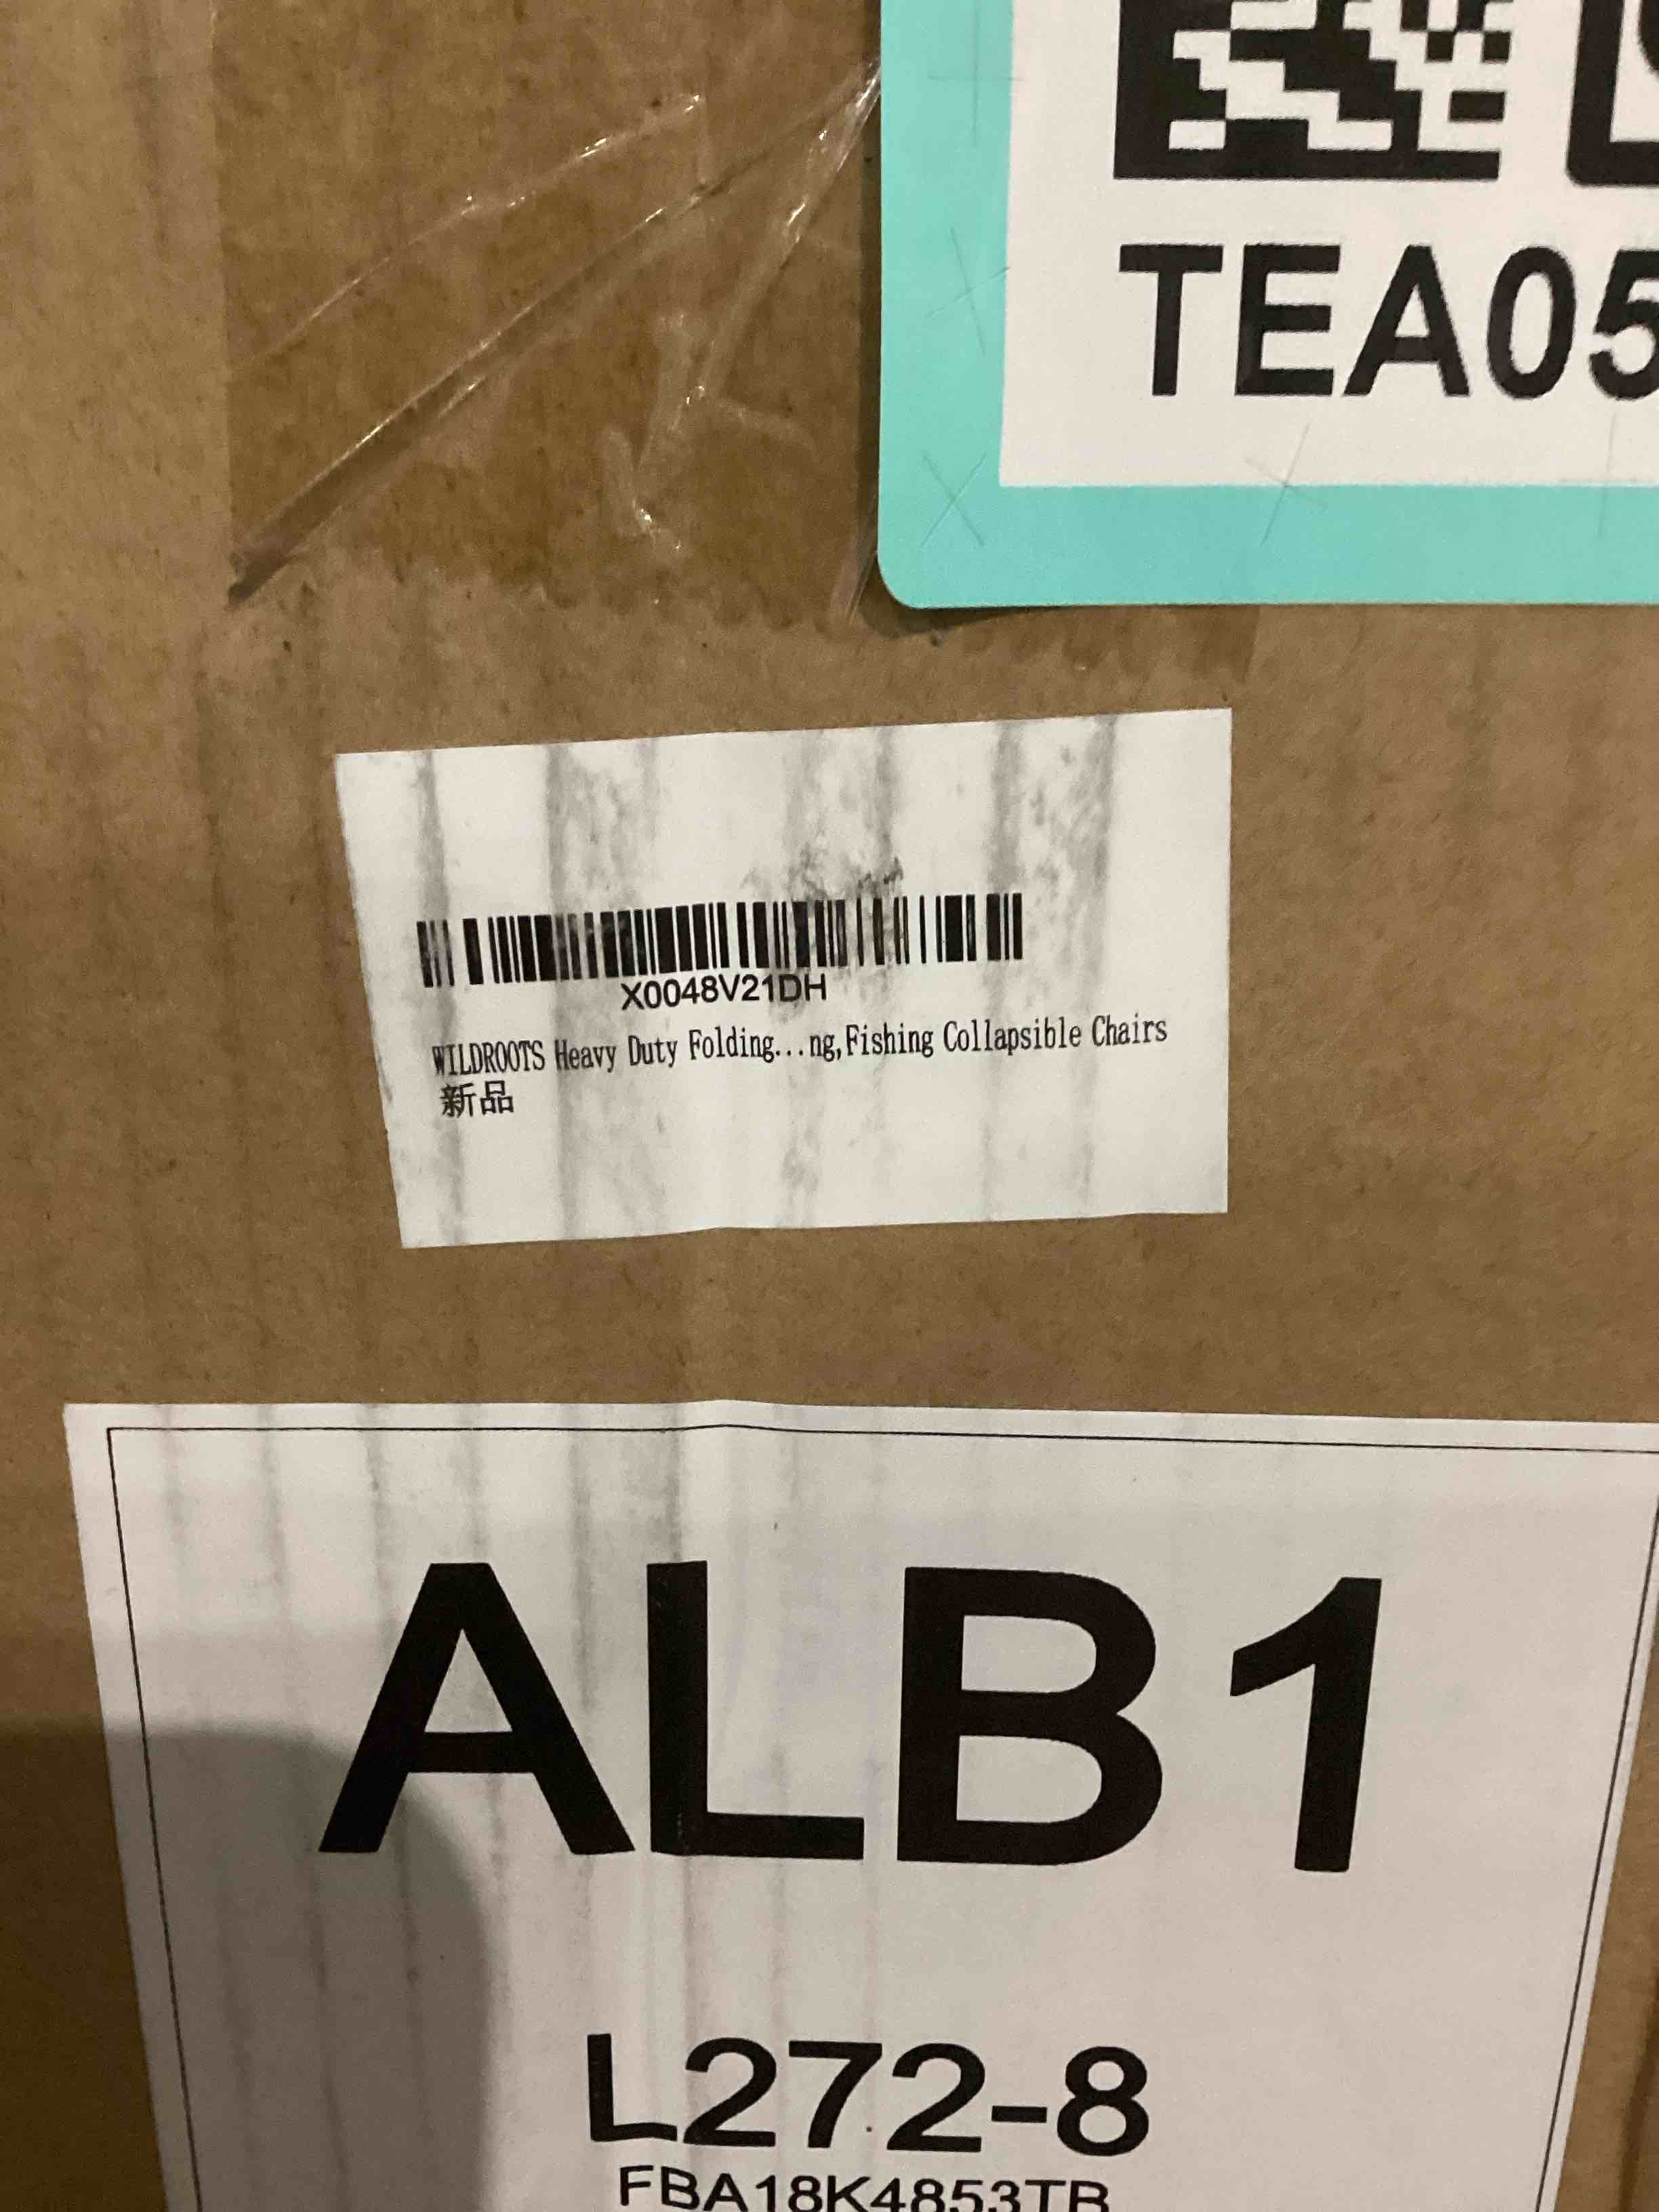 TEA05
X0048V21DH
WILDROOTS Heavy Duty Folding...ng,Fishing Collapsible Chairs
新品
ALB1
L272-8
FBA18K4853TB